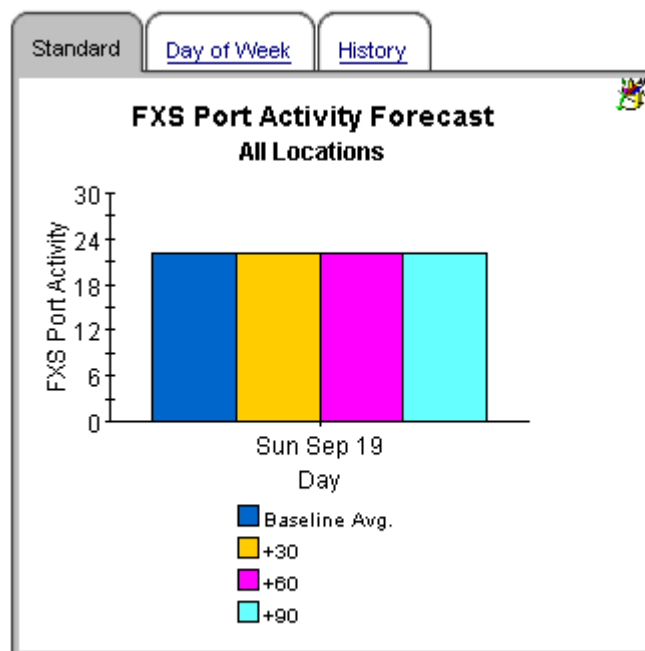 Standard
Day of Week
History
FXS Port Activity Forecast
All Locations
FXS Port Activity
30
24
18
12
6
0
Sun Sep 19
Day
Baseline Avg.
+30
+60
+90